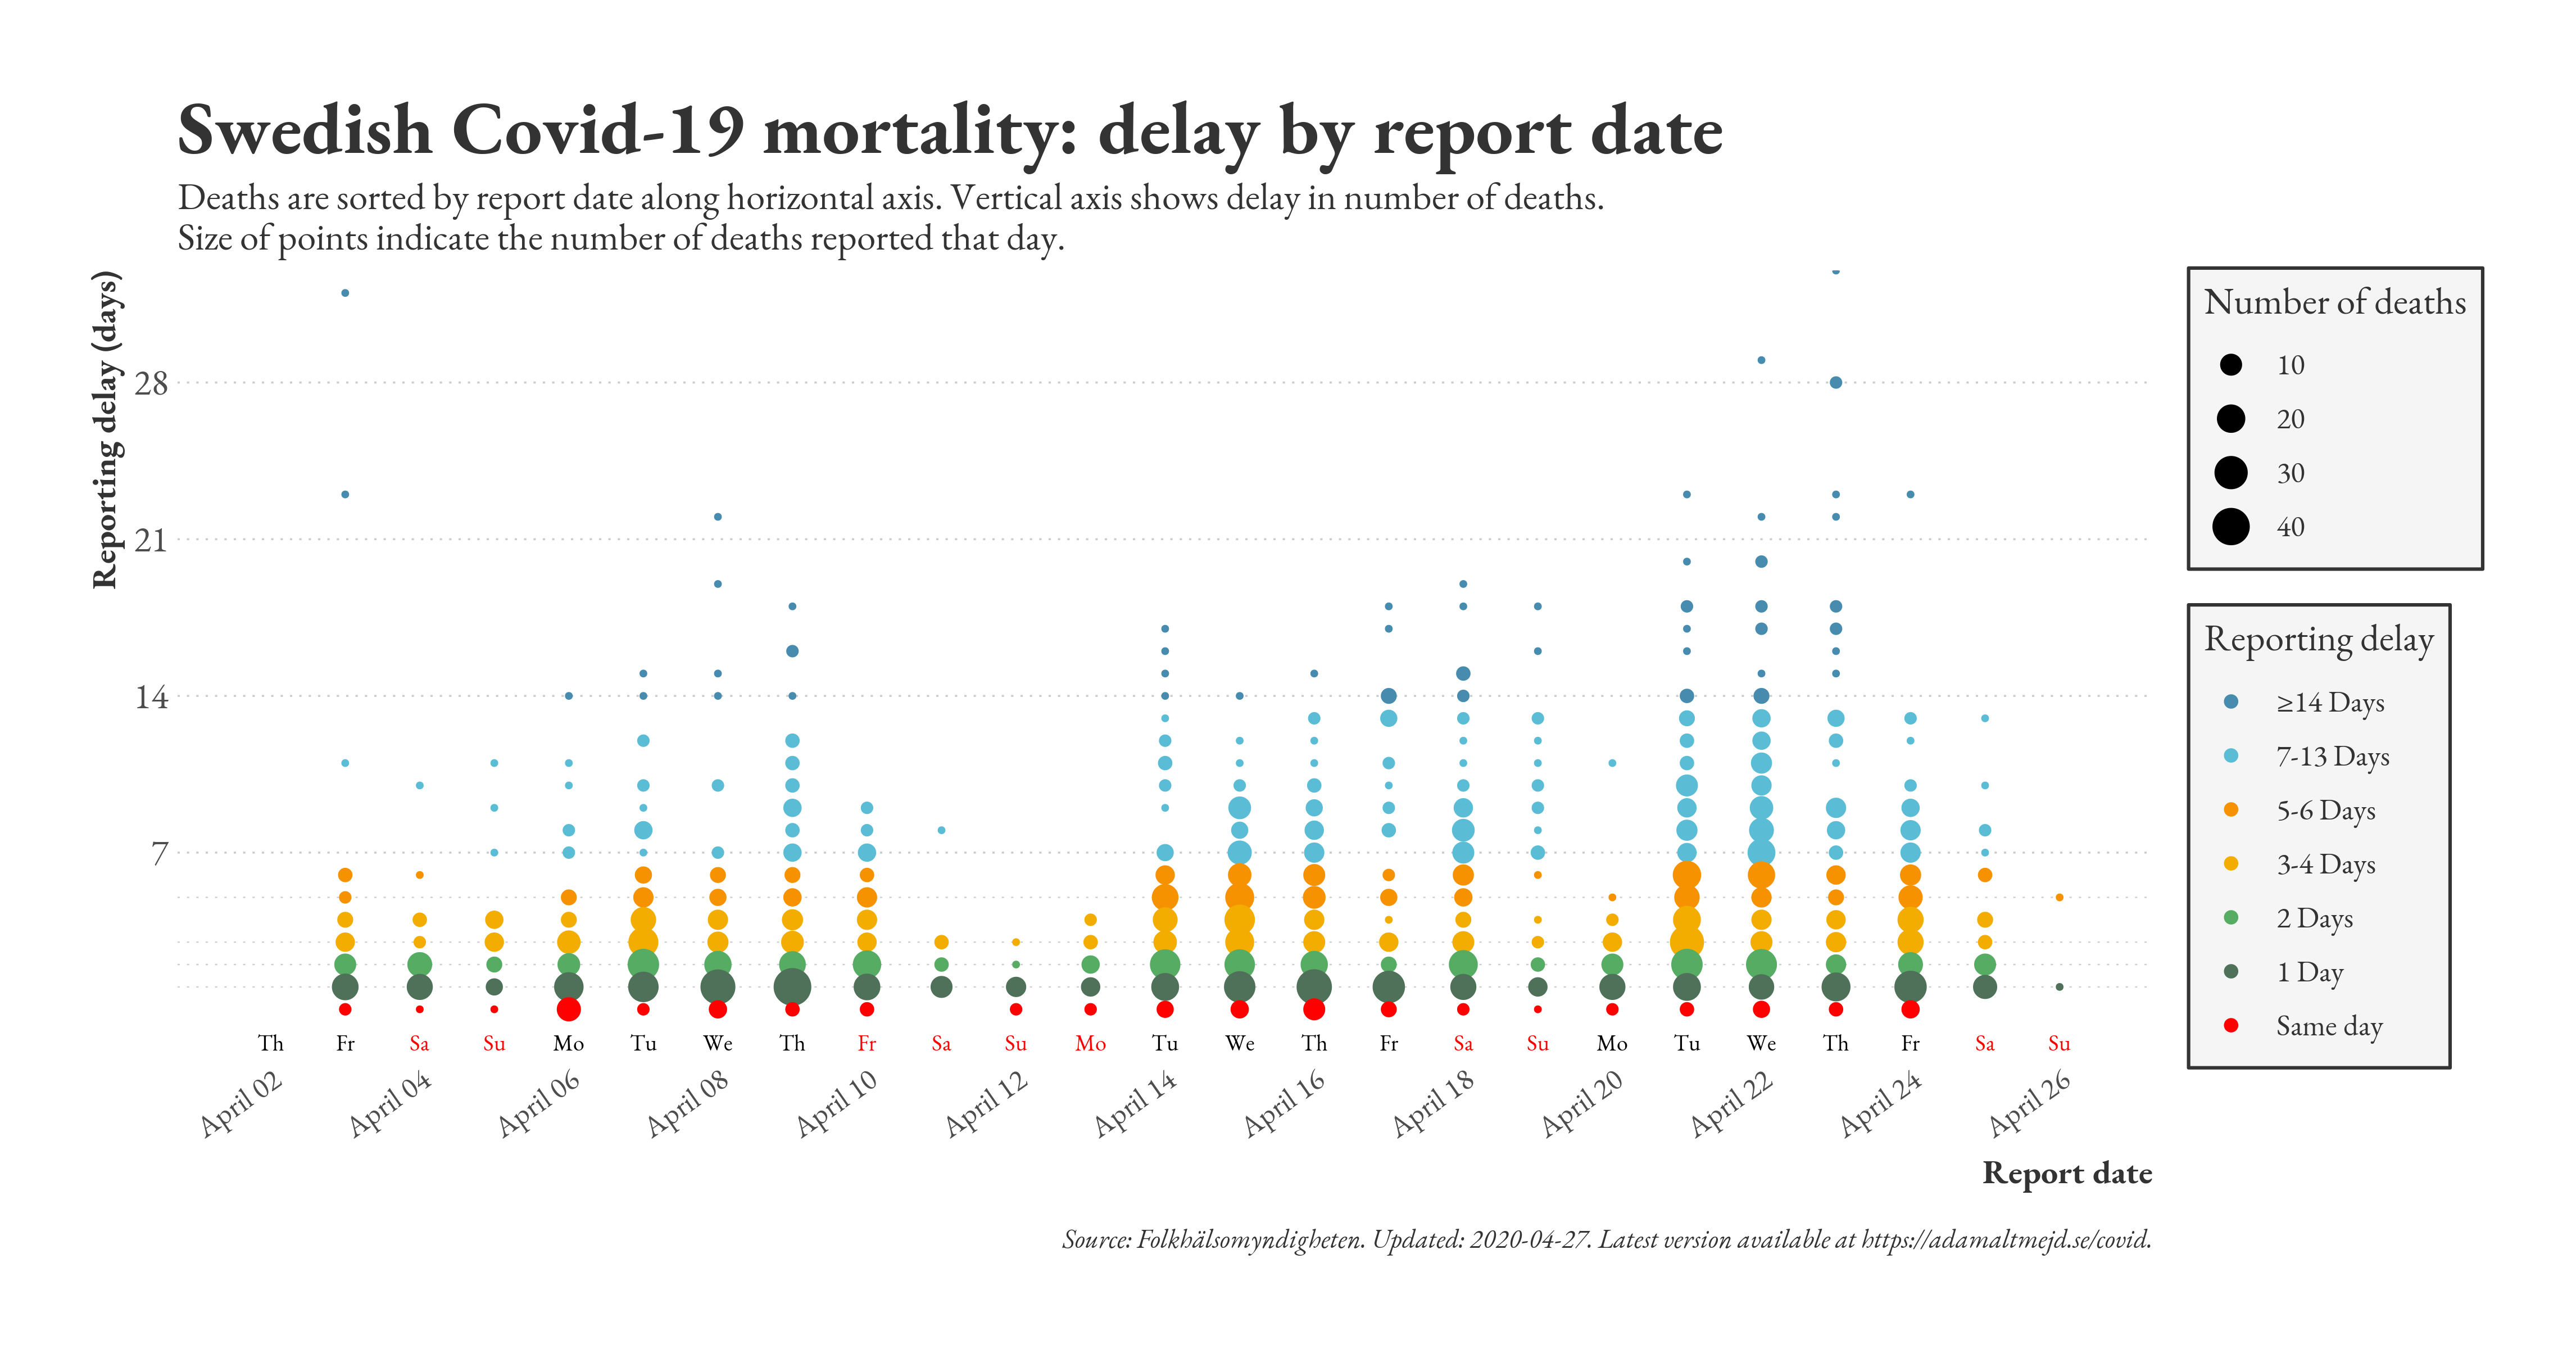 Swedish Covid-19 mortality: delay by report date
Deaths are sorted by report date along horizontal axis. Vertical axis shows delay in number of deaths.
Size of points indicate the number of deaths reported that day.
Reporting delay (days)
28
21
14
7
Th Fr Sa Su Mo Tu We Th Fr Sa Su Mo Tu We Th Fr Sa Su Mo Tu We Th Fr Sa Su
April 02 April 04 April 06 April 08 April 10 April 12 April 14 April 16 April 18 April 20 April 22 April 24 April 26
Report date
Number of deaths
10
20
30
40
Reporting delay
≥14 Days
7-13 Days
5-6 Days
3-4 Days
2 Days
1 Day
Same day
Source: Folkhälsomyndigheten. Updated: 2020-04-27. Latest version available at https://adamaltmejd.se/covid.